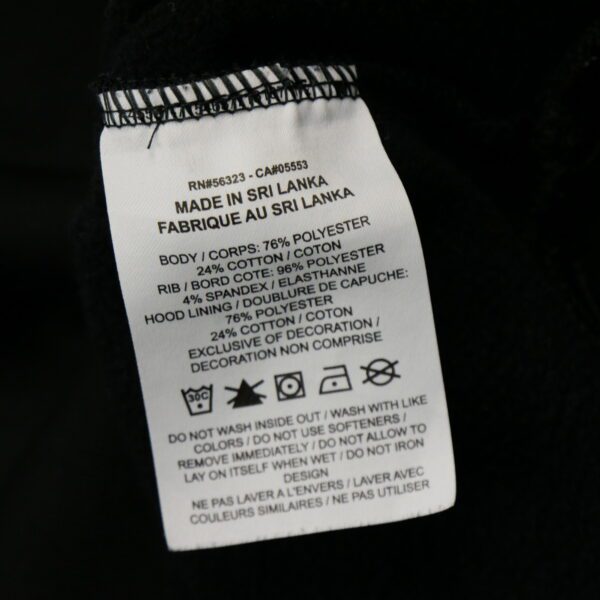 RN#56323 - CA#05553
MADE IN SRI LANKA
FABRIQUE AU SRI LANKA
BODY / CORPS: 76% POLYESTER
24% COTTON / COTON
RIB / BORD COTE: 96% POLYESTER
4% SPANDEX / ELASTHANNE
HOOD LINING / DOUBLURE DE CAPUCHE:
76% POLYESTER
24% COTTON / COTON
EXCLUSIVE OF DECORATION /
DECORATION NON COMPRISE
30C
DO NOT WASH INSIDE OUT / WASH WITH LIKE
COLORS / DO NOT USE SOFTENERS /
REMOVE IMMEDIATELY / DO NOT ALLOW TO
LAY ON ITSELF WHEN WET / DO NOT IRON
DESIGN
NE PAS LAVER A L'ENVERS / LAVER AVEC
COULEURS SIMILAIRES / NE PAS UTILISER